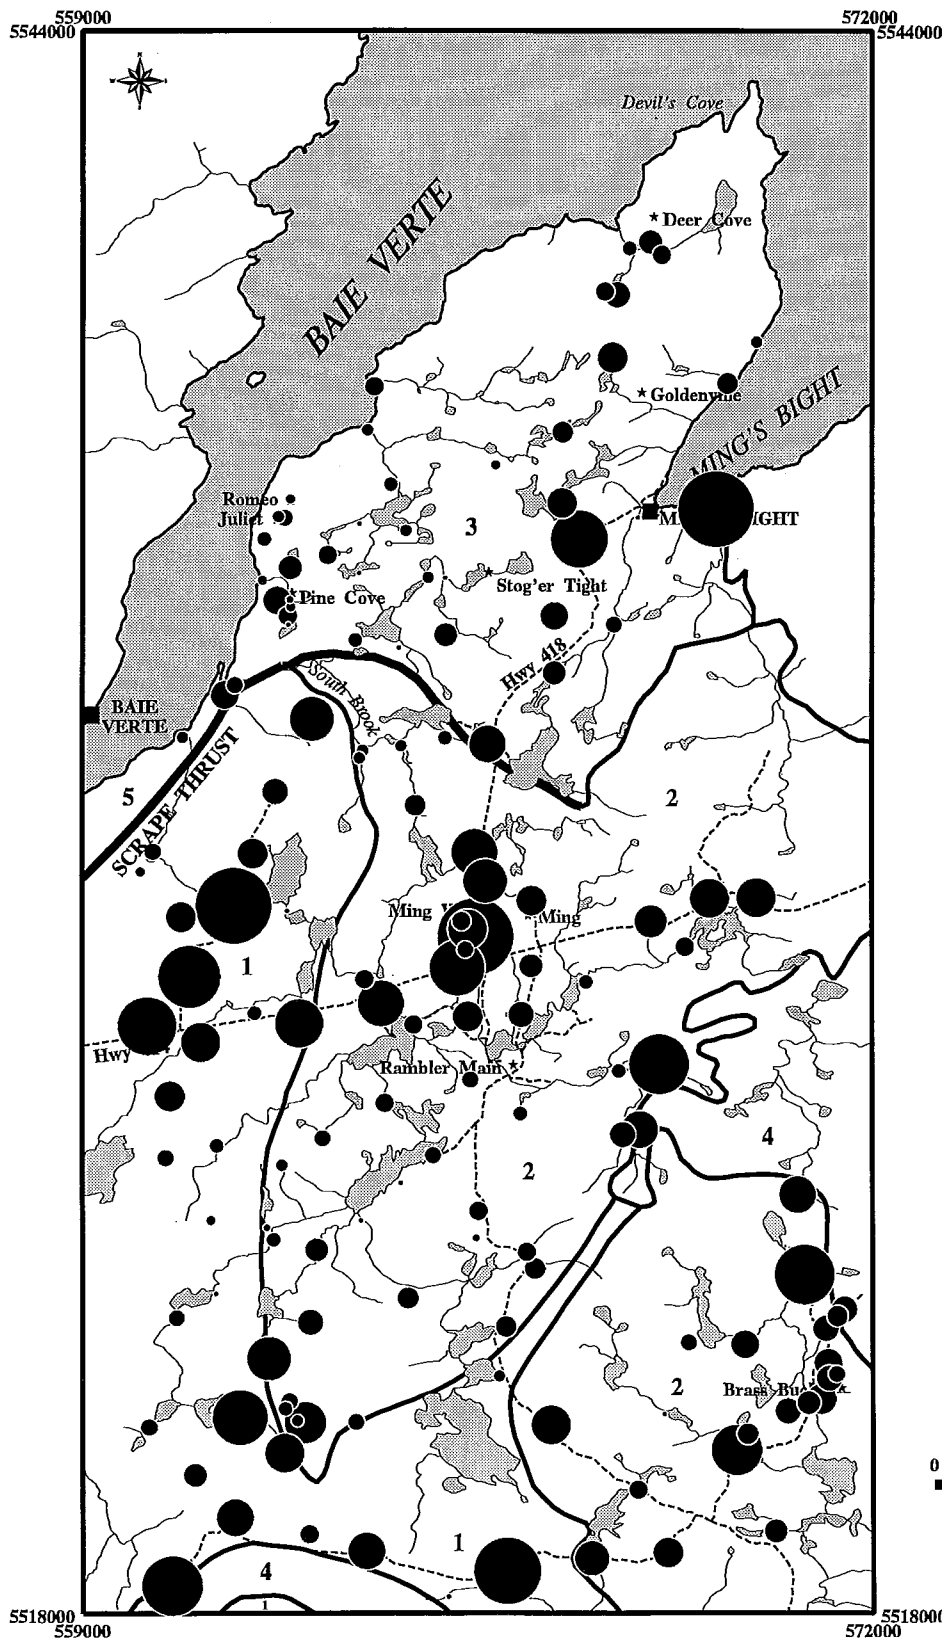 559000
572000
5544000
5544000
Devil's Cove
Deer Cove
BAIE VERTE
Goldenville
MING'S BIGHT
Romeo
Juliet
3
Stog'er Tight
Pine Cove
Hwy 418
South Brook
BAIE
VERTE
5
SCRAPE THRUST
2
Ming
Ming
1
Hwy
Rambler Main
4
2
2
1
4
1
0
5518000
5518000
559000
572000